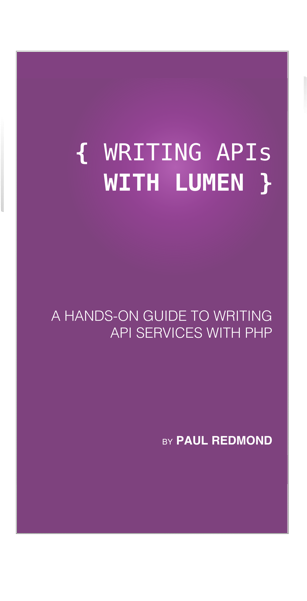 { WRITING APIs
WITH LUMEN }
A HANDS-ON GUIDE TO WRITING
API SERVICES WITH PHP
BY PAUL REDMOND